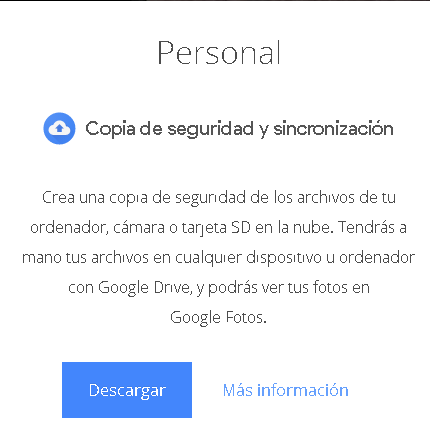 Personal
Copia de seguridad y sincronización
Crea una copia de seguridad de los archivos de tu
ordenador, cámara o tarjeta SD en la nube. Tendrás a
mano tus archivos en cualquier dispositivo u ordenador
con Google Drive, y podrás ver tus fotos en
Google Fotos.
Descargar
Más información